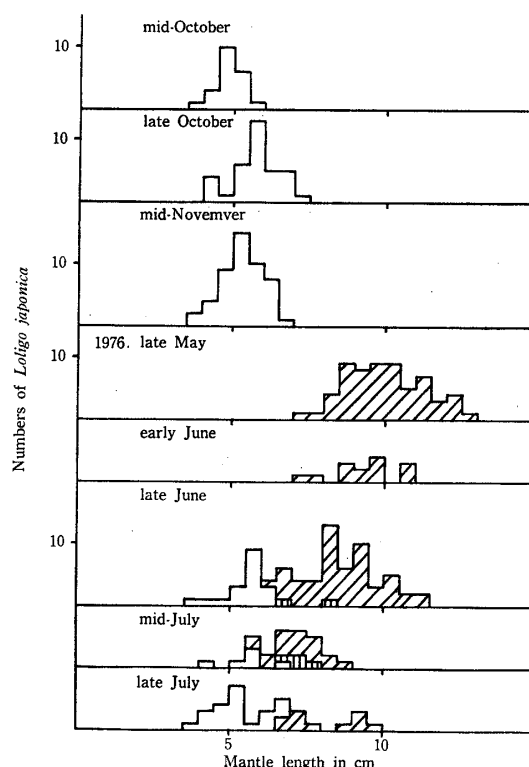 mid-October
10
late October
10
mid-Novemver
10
1976. late May
10
early June
late June
10
mid-July
late July
5
10
Mantle length in cm
Numbers of Loligo japonica